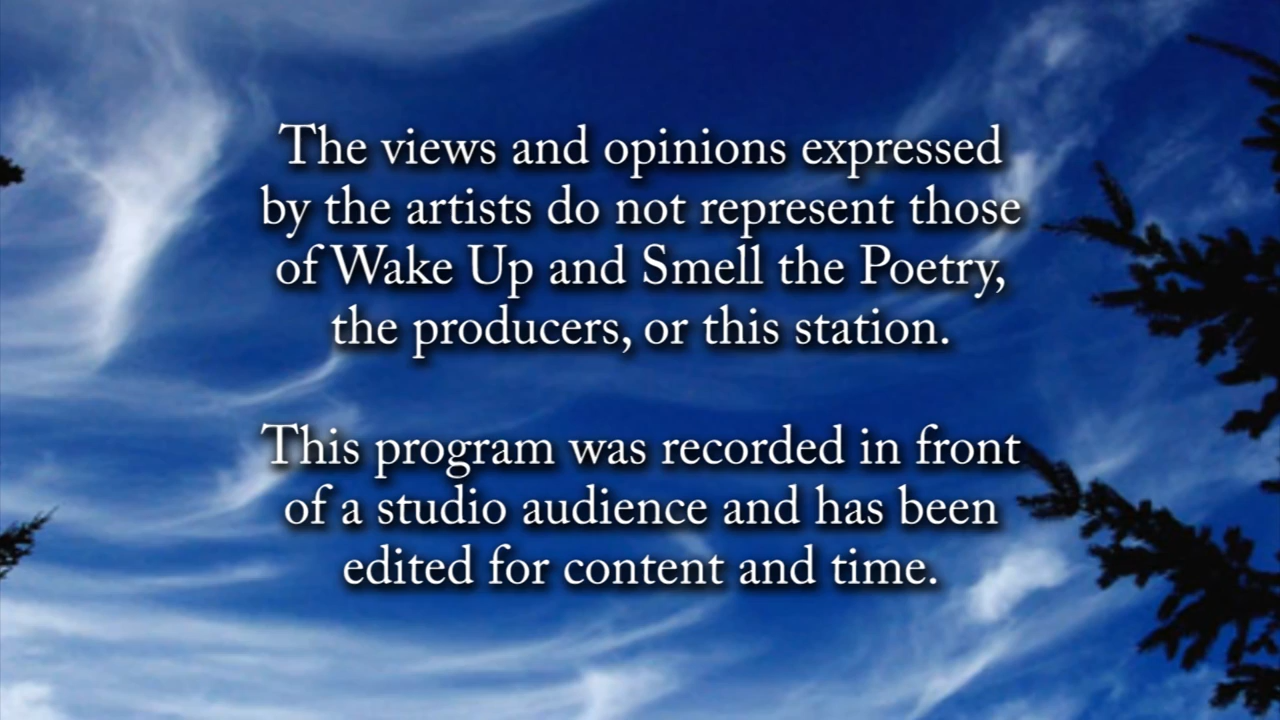 The views and opinions expressed
by the artists do not represent those
of Wake Up and Smell the Poetry,
the producers, or this station.
This program was recorded in front
of a studio audience and has been
edited for content and time.